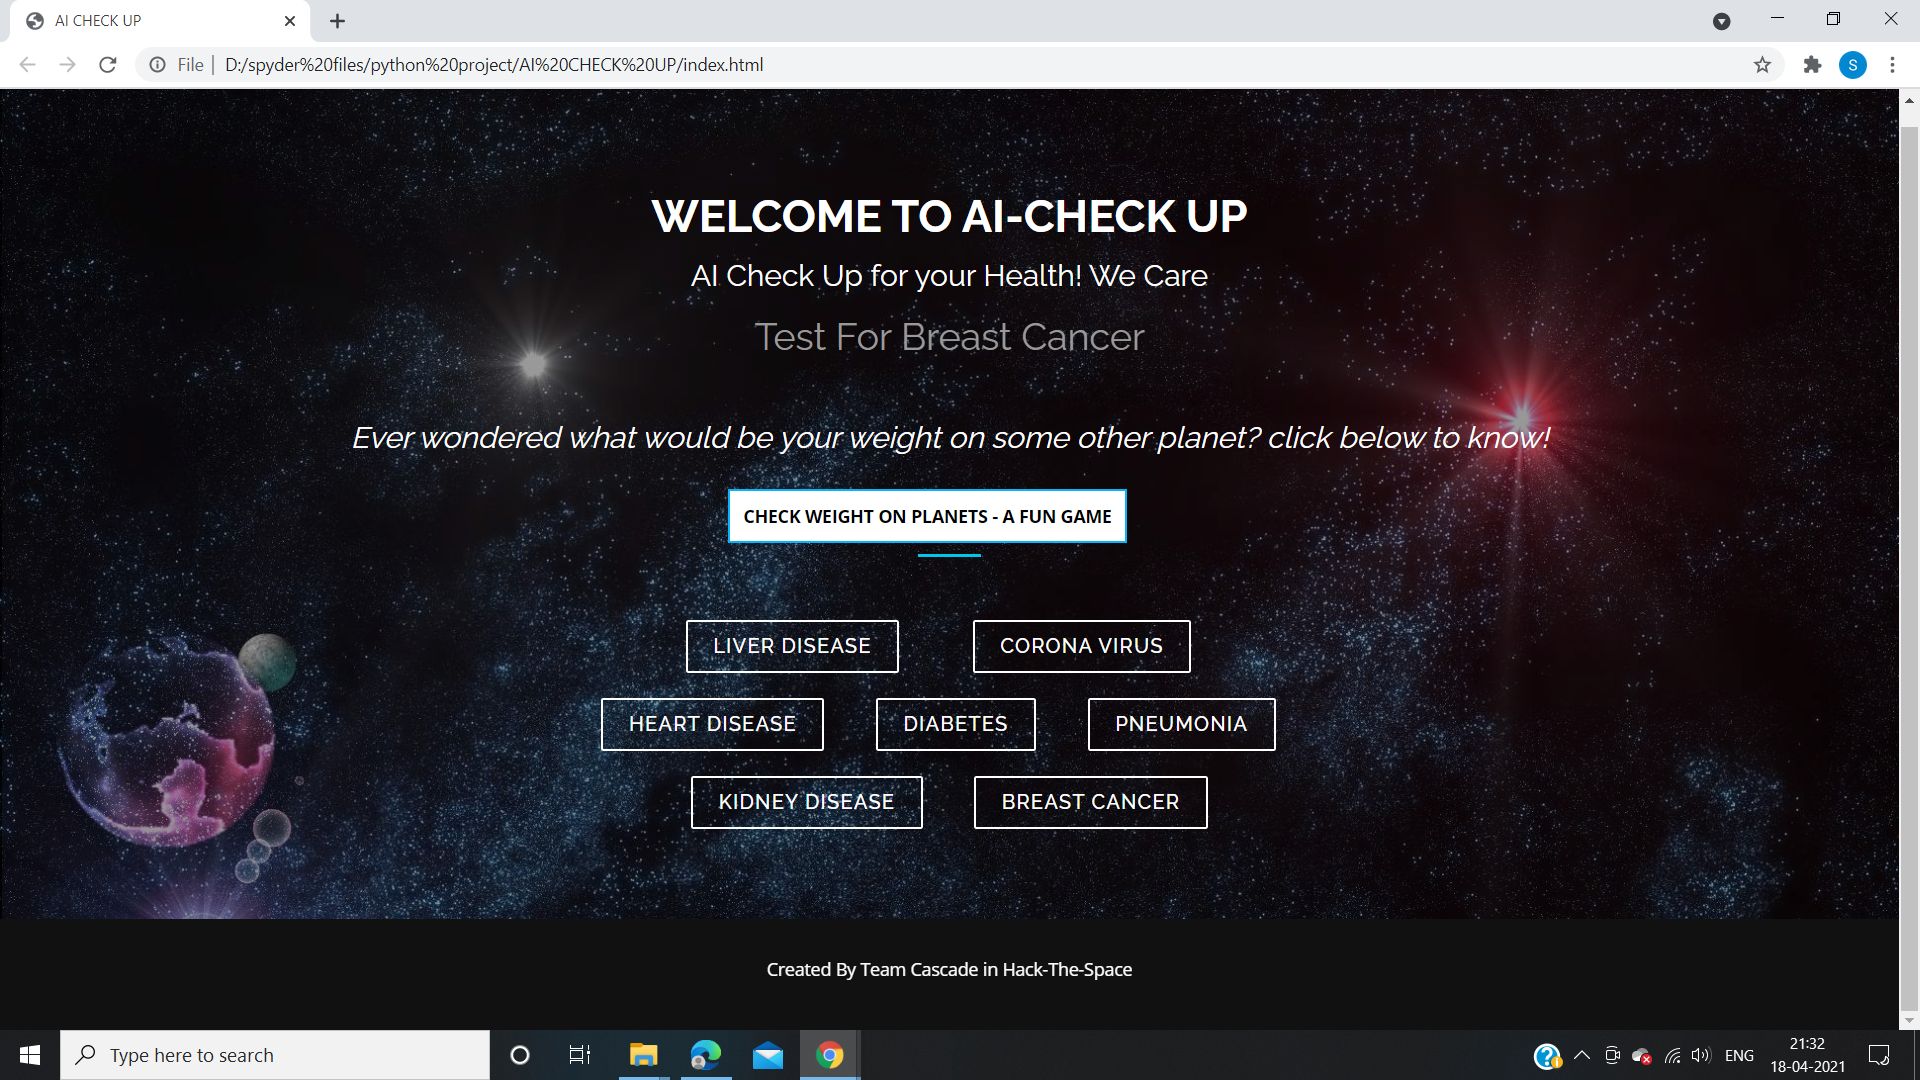 AI CHECK UP
File | D:/spyder%20files/python%20project/AI%20CHECK%20UP/index.html
S
WELCOME TO AI-CHECK UP
AI Check Up for your Health! We Care
Test For Breast Cancer
Ever wondered what would be your weight on some other planet? click below to know!
CHECK WEIGHT ON PLANETS - A FUN GAME
LIVER DISEASE CORONA VIRUS
HEART DISEASE DIABETES PNEUMONIA
KIDNEY DISEASE BREAST CANCER
Created By Team Cascade in Hack-The-Space
Type here to search
ENG
21:32
18-04-2021